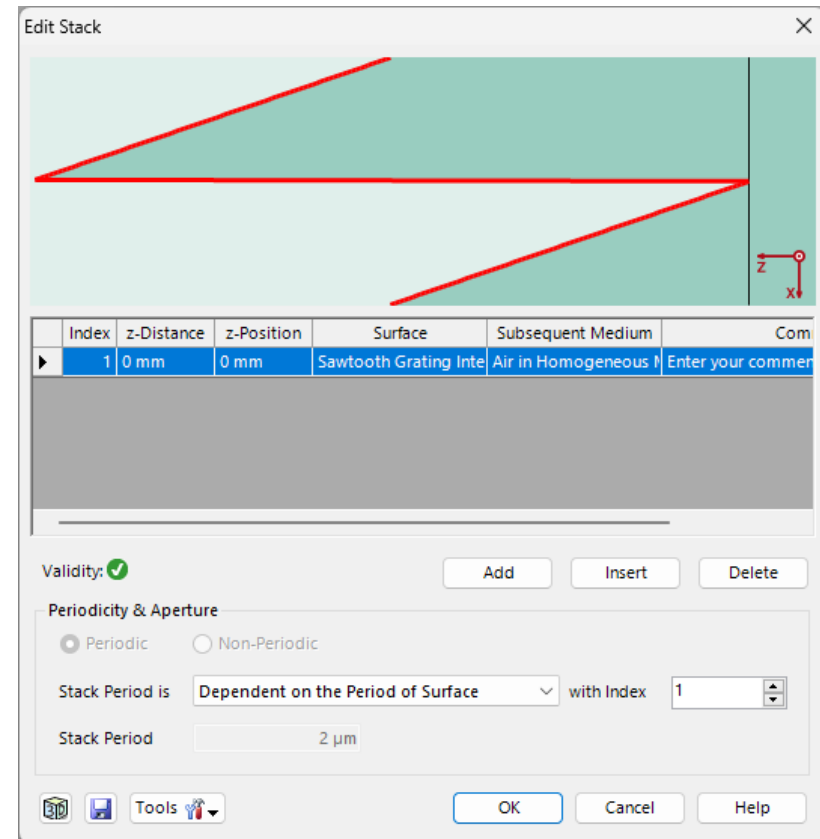 Edit Stack
Z
X
Index z-Distance z-Position Surface Subsequent Medium Com
1 0 mm 0 mm Sawtooth Grating Inte Air in Homogeneous M Enter your commen
Validity:
Add Insert Delete
Periodicity & Aperture
Periodic Non-Periodic
Stack Period is Dependent on the Period of Surface with Index 1
Stack Period 2 µm
3D Tools OK Cancel Help